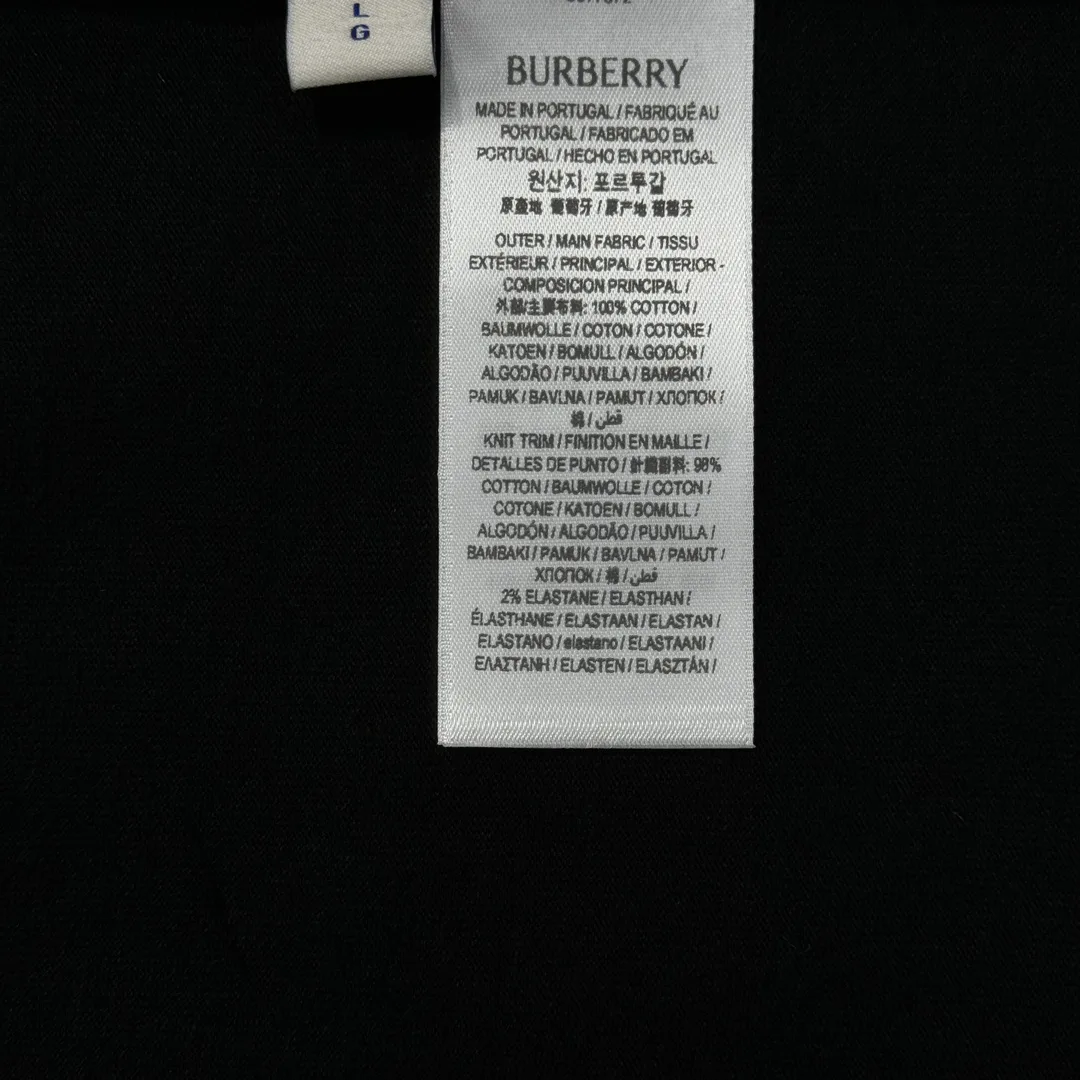 L
G
BURBERRY
MADE IN PORTUGAL / FABRIQUÉ AU
PORTUGAL / FABRICADO EM
PORTUGAL / HECHO EN PORTUGAL
원산지: 포르투갈
原產地 葡萄牙 / 原产地 葡萄牙
OUTER / MAIN FABRIC / TISSU
EXTÉRIEUR / PRINCIPAL / EXTERIOR -
COMPOSICION PRINCIPAL /
外部/主要布料: 100% COTTON /
BAUMWOLLE / COTON / COTONE /
KATOEN / BOMULL / ALGODÓN /
ALGODÃO / PUUVILLA / BAMBAKI /
PAMUK / BAVLNA / PAMUT / ХЛОПОК /
棉 / قطن
KNIT TRIM / FINITION EN MAILLE /
DETALLES DE PUNTO / 針織副料: 98%
COTTON / BAUMWOLLE / COTON /
COTONE / KATOEN / BOMULL /
ALGODÓN / ALGODÃO / PUUVILLA /
BAMBAKI / PAMUK / BAVLNA / PAMUT /
ХЛОПОК / 棉 / قطن
2% ELASTANE / ELASTHAN /
ÉLASTHANE / ELASTAAN / ELASTAN /
ELASTANO / elastano / ELASTAANI /
ΕΛΑΣΤΑΝΗ / ELASTEN / ELASZTÁN /